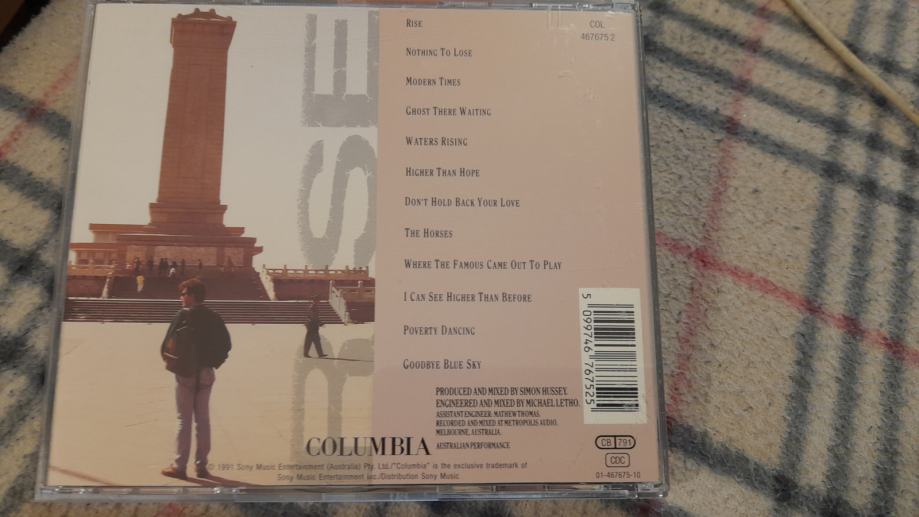 RISE
RISE
NOTHING TO LOSE
MODERN TIMES
GHOST THERE WAITING
WATERS RISING
HIGHER THAN HOPE
DON'T HOLD BACK YOUR LOVE
THE HORSES
WHERE THE FAMOUS CAME OUT TO PLAY
I CAN SEE HIGHER THAN BEFORE
POVERTY DANCING
GOODBYE BLUE SKY
COL
467675 2
5 099746 767525
PRODUCED AND MIXED BY SIMON HUSSEY.
ENGINEERED AND MIXED BY MICHAEL LETHO.
ASSISTANT ENGINEER: MATHEW THOMAS.
RECORDED AND MIXED AT METROPOLIS AUDIO,
MELBOURNE, AUSTRALIA.
AUSTRALIAN PERFORMANCE
COLUMBIA
CB 791
CDC
01-467675-10
© 1991 Sony Music Entertainment (Australia) Pty. Ltd./"Columbia" is the exclusive trademark of
Sony Music Entertainment Inc./Distribution Sony Music